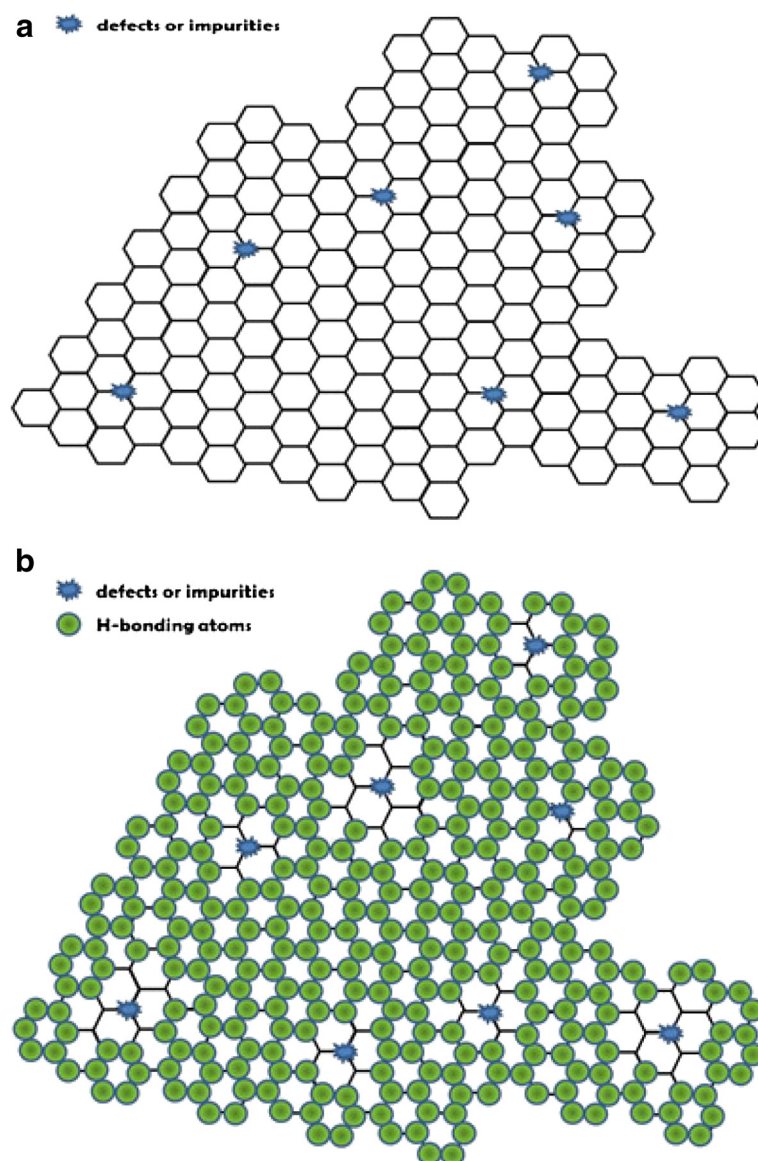 a
defects or impurities
b
defects or impurities
H-bonding atoms